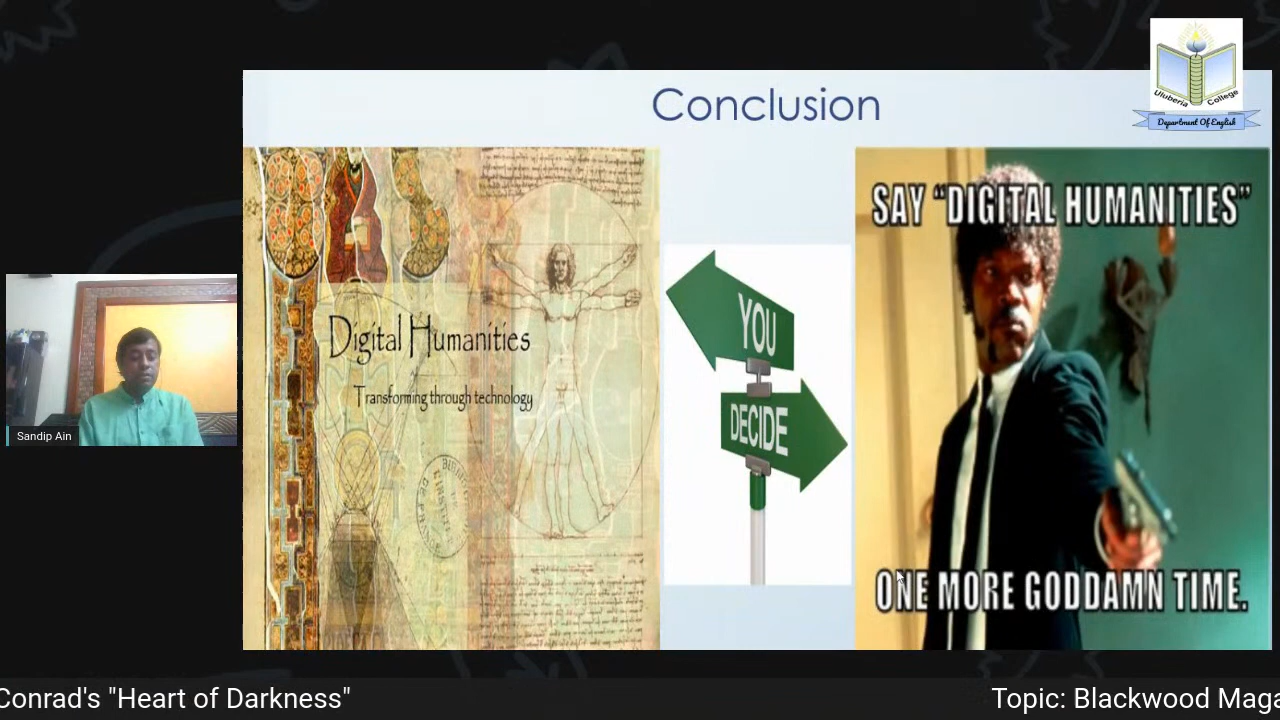 Conclusion
Uluberia College
Department Of English
Digital Humanities
Transforming through technology
YOU
DECIDE
SAY “DIGITAL HUMANITIES”
ONE MORE GODDAMN TIME.
Sandip Ain
Conrad's "Heart of Darkness"
Topic: Blackwood Maga